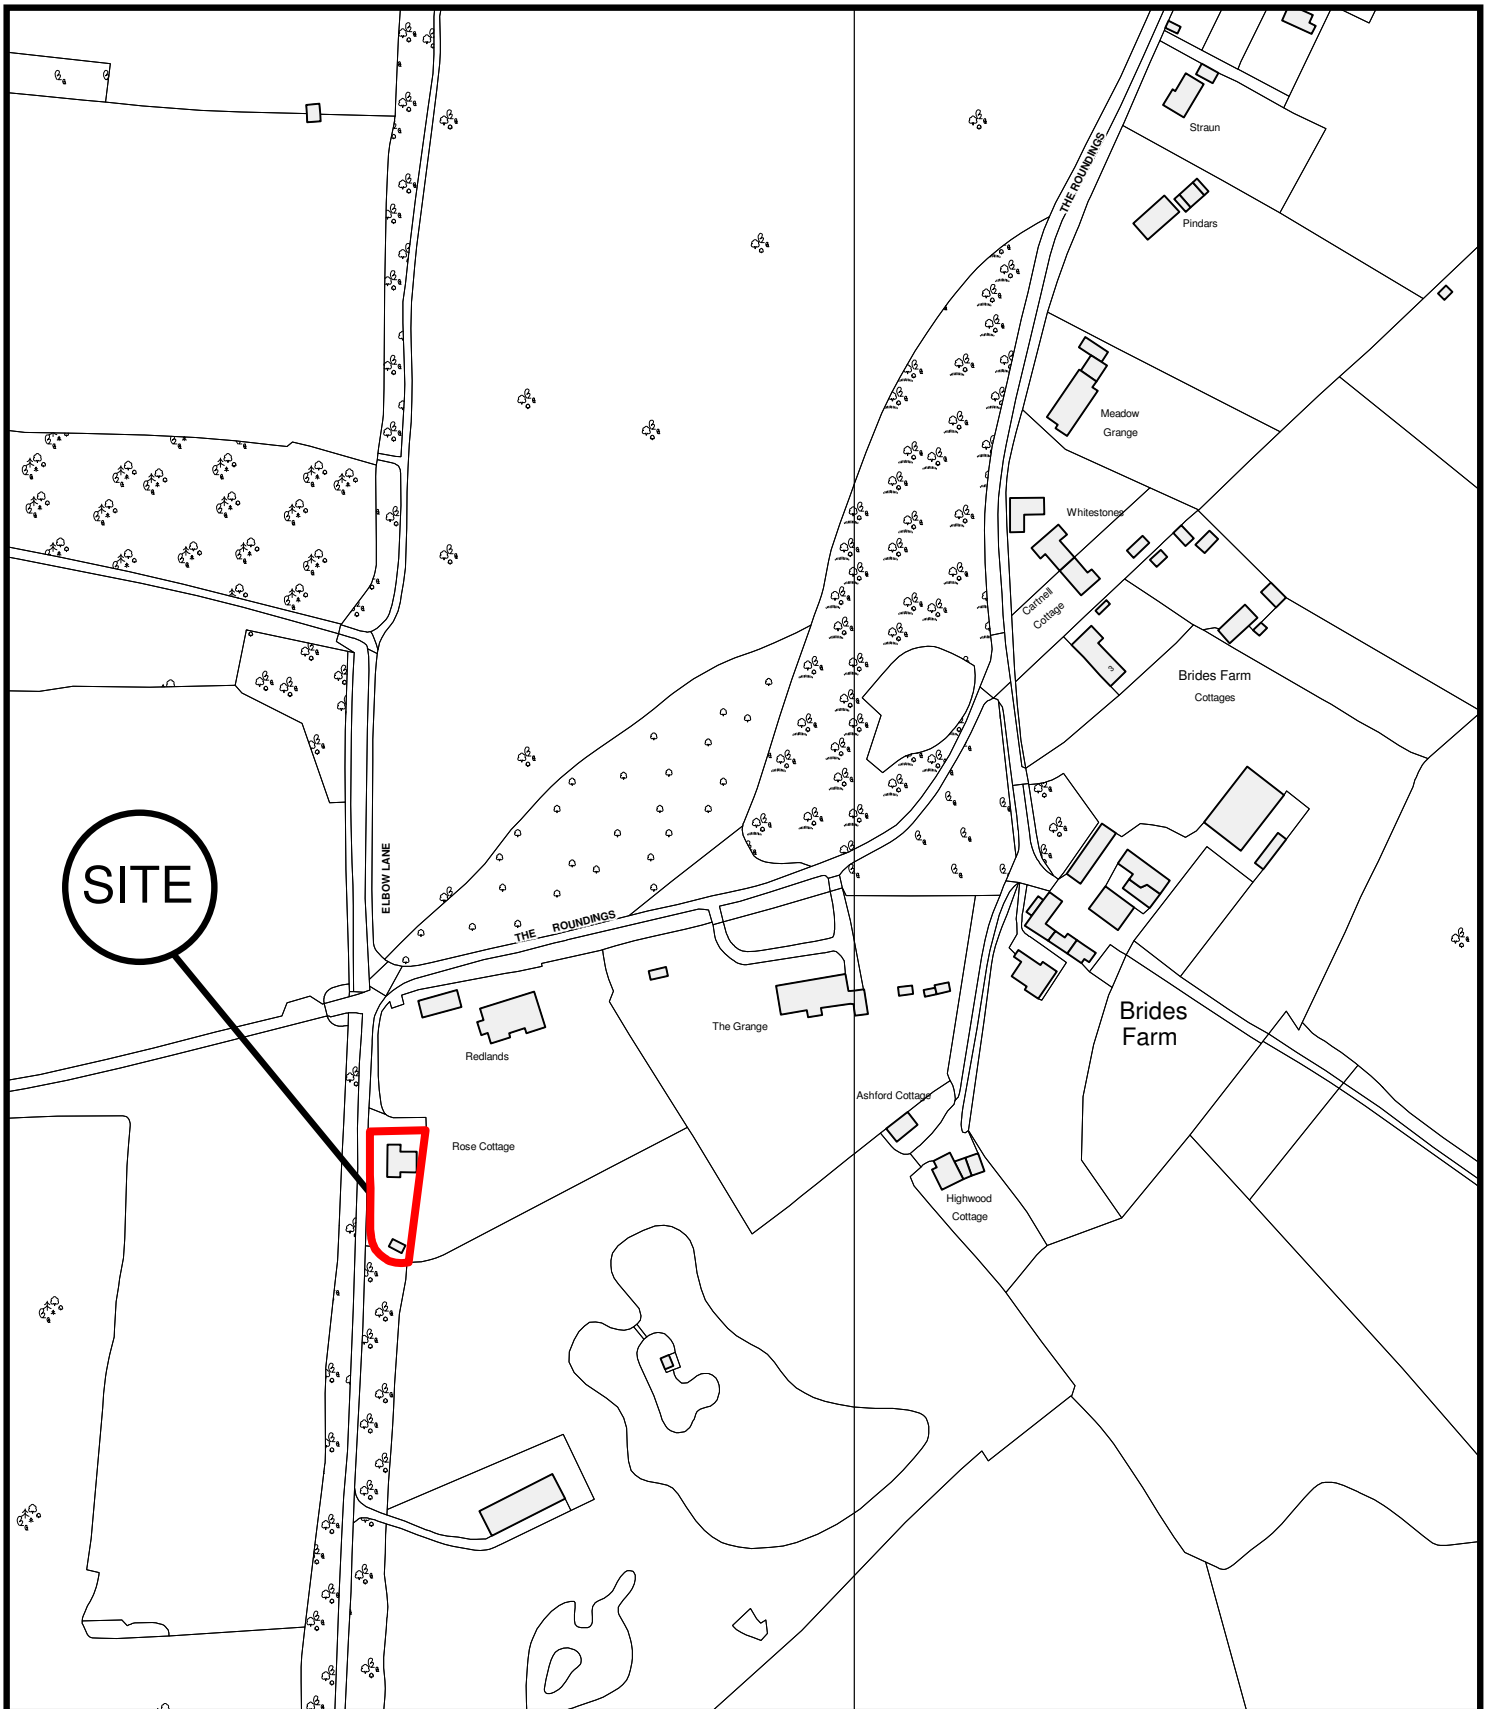 Straun
THE ROUNDINGS
Pindars
Meadow
Grange
Whitestones
Cartnell
Cottage
3
Brides Farm
Cottages
SITE
ELBOW LANE
THE ROUNDINGS
Brides
Farm
The Grange
Redlands
Ashford Cottage
Rose Cottage
Highwood
Cottage